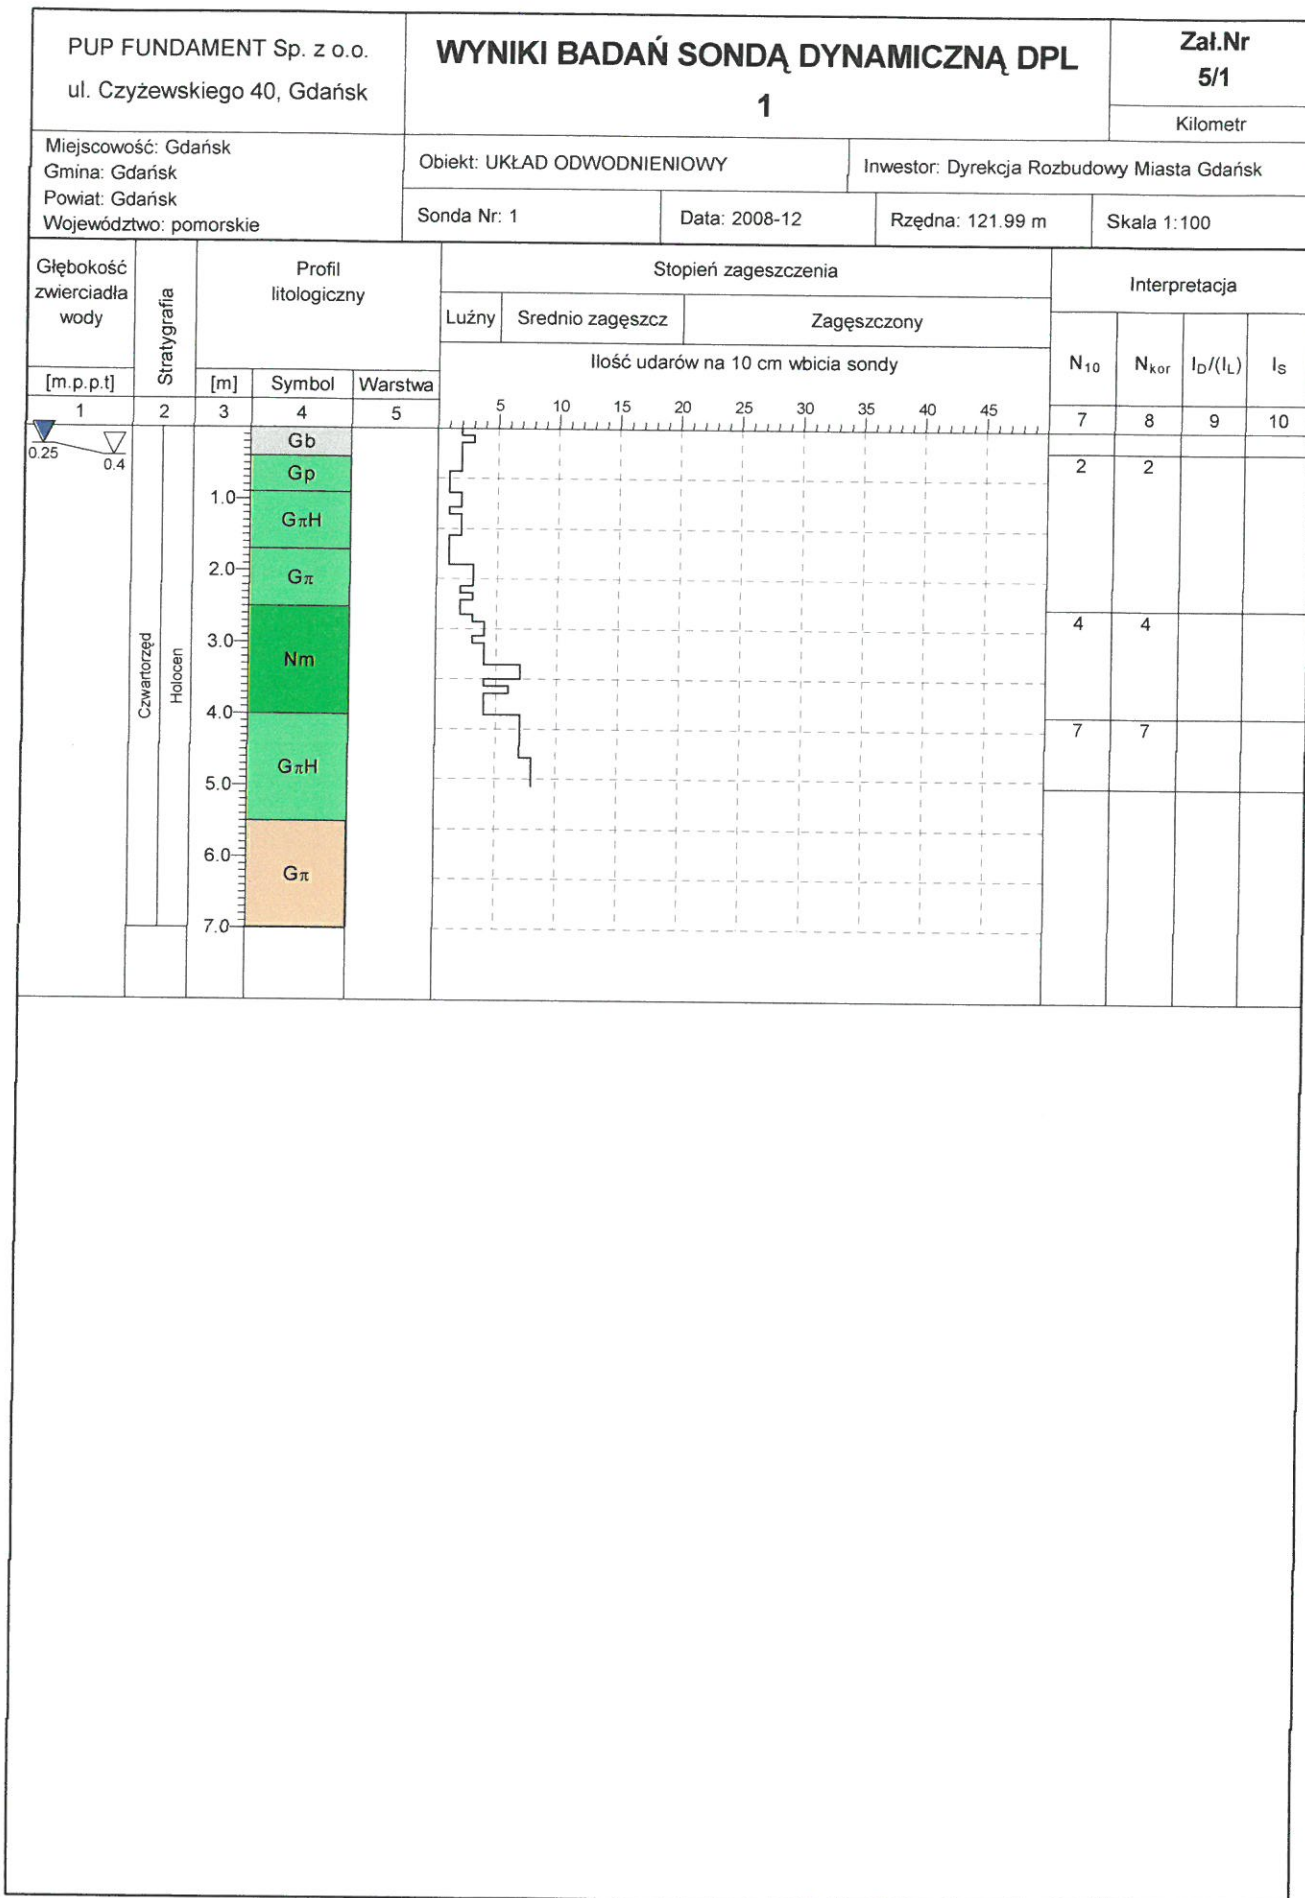 PUP FUNDAMENT Sp. z o.o.
ul. Czyżewskiego 40, Gdańsk
WYNIKI BADAŃ SONDĄ DYNAMICZNĄ DPL
1
Zał.Nr
5/1
Kilometr
Miejscowość: Gdańsk
Gmina: Gdańsk
Powiat: Gdańsk
Województwo: pomorskie
Obiekt: UKŁAD ODWODNIENIOWY
Inwestor: Dyrekcja Rozbudowy Miasta Gdańsk
Sonda Nr: 1
Data: 2008-12
Rzędna: 121.99 m
Skala 1:100
Głębokość
zwierciadła
wody
[m.p.p.t]
Stratygrafia
Profil
litologiczny
[m] Symbol Warstwa
Stopień zageszczenia
Luźny Srednio zagęszcz Zagęszczony
Ilość udarów na 10 cm wbicia sondy
5 10 15 20 25 30 35 40 45
Interpretacja
N10 Nkor ID/(IL) IS
1 2 3 4 5 7 8 9 10
0.25 0.4
Czwartorzęd
Holocen
1.0
2.0
3.0
4.0
5.0
6.0
7.0
Gb
Gp
GπH
Gπ
Nm
GπH
Gπ
2 2
4 4
7 7